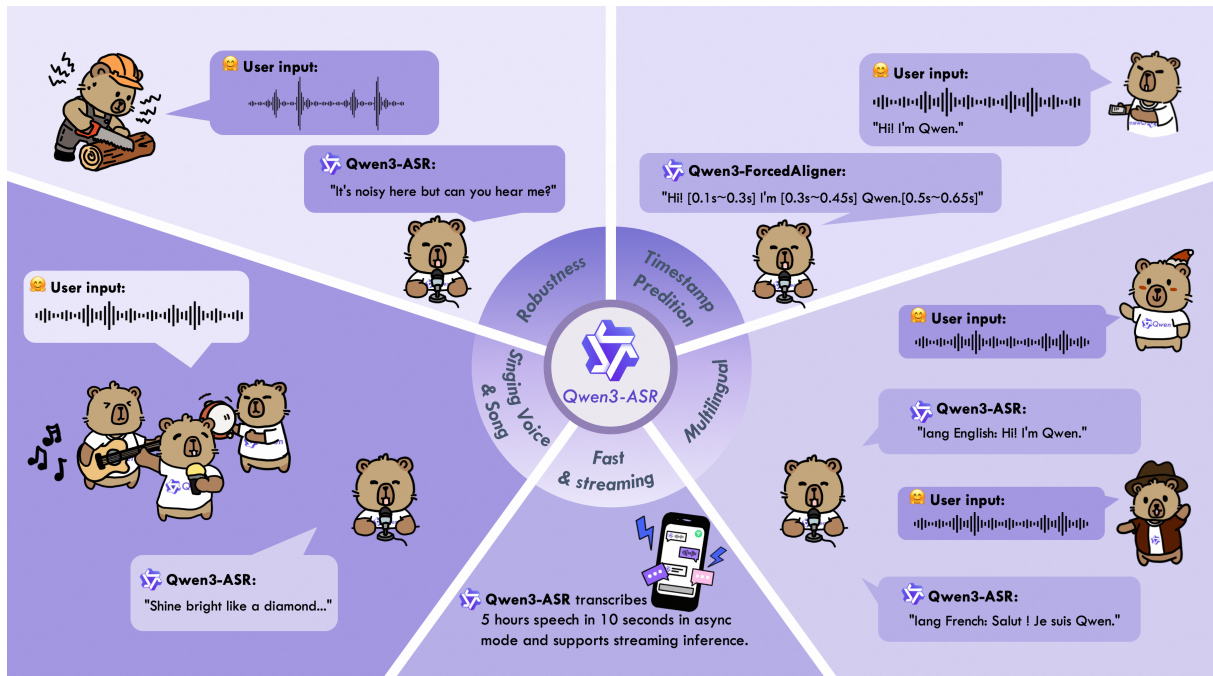 User input:
Qwen3-ASR:
"It's noisy here but can you hear me?"
User input:
"Hi! I'm Qwen."
Qwen3-ForcedAligner:
"Hi! [0.1s~0.3s] I'm [0.3s~0.45s] Qwen.[0.5s~0.65s]"
Robustness
Timestamp
Predition
Singing Voice
& Song
Multilingual
Fast
& streaming
Qwen3-ASR
User input:
Qwen3-ASR:
"Shine bright like a diamond..."
Qwen3-ASR transcribes
5 hours speech in 10 seconds in async
mode and supports streaming inference.
User input:
Qwen
Qwen3-ASR:
"lang English: Hi! I'm Qwen."
User input:
Qwen3-ASR:
"lang French: Salut ! Je suis Qwen."